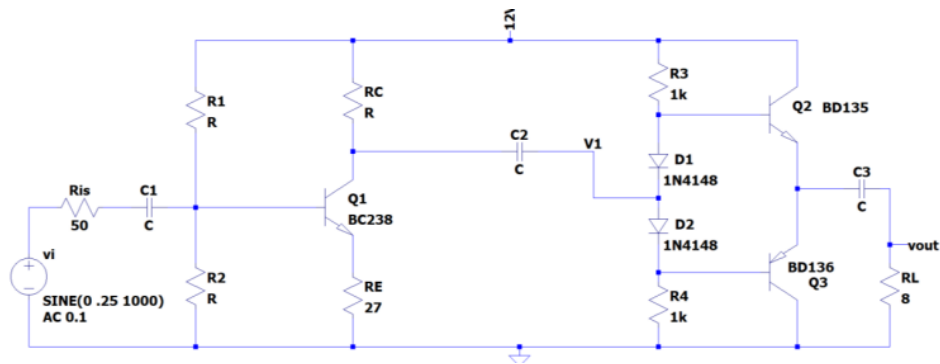 12V
R1
R
RC
R
R3
1k
Q2
BD135
C2
C
V1
D1
1N4148
Ris
50
C1
C
Q1
BC238
C3
C
vi
D2
1N4148
vout
R2
R
RE
27
BD136
Q3
RL
8
SINE(0 .25 1000)
AC 0.1
R4
1k